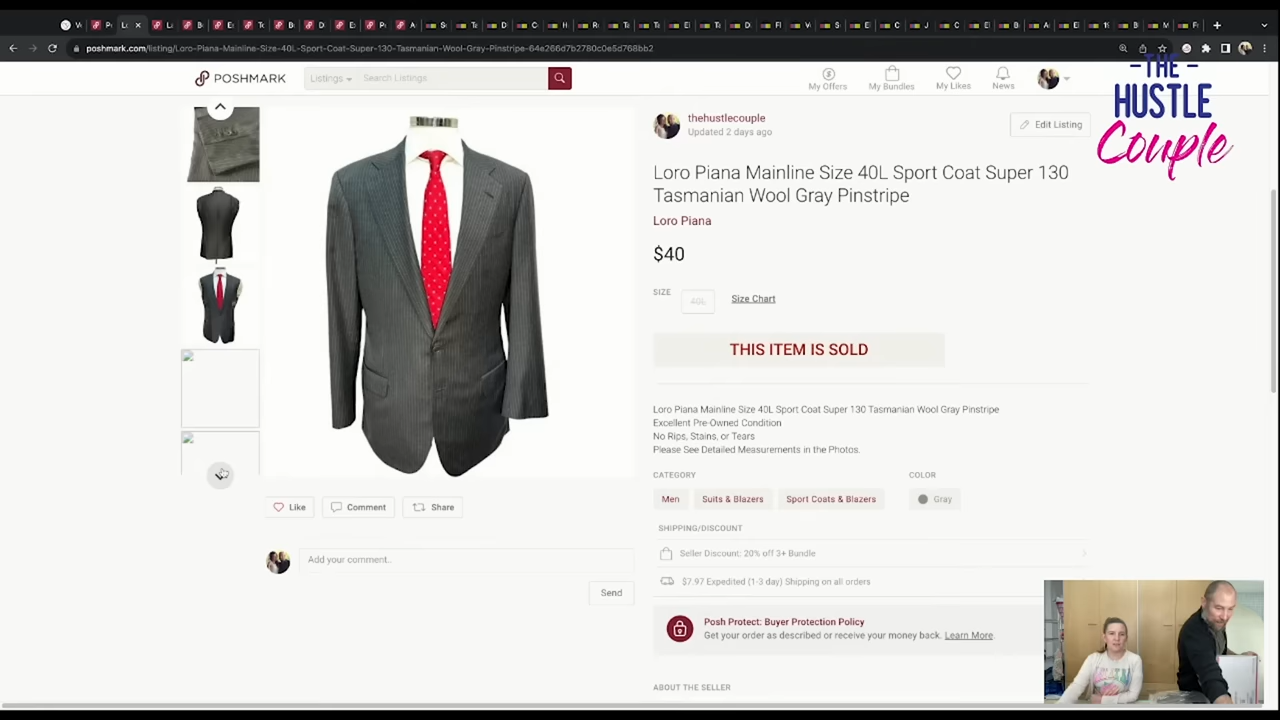 poshmark.com/listing/Loro-Piana-Mainline-Size-40L-Sport-Coat-Super-130-Tasmanian-Wool-Gray-Pinstripe-64e266d7b2780c0e5d768bb2
POSHMARK
Listings
Search Listings
My Offers
My Bundles
My Likes
News
-THE-
HUSTLE
Couple
thehustlecouple
Updated 2 days ago
Edit Listing
Loro Piana Mainline Size 40L Sport Coat Super 130
Tasmanian Wool Gray Pinstripe
Loro Piana
$40
SIZE
40L
Size Chart
THIS ITEM IS SOLD
Loro Piana Mainline Size 40L Sport Coat Super 130 Tasmanian Wool Gray Pinstripe
Excellent Pre-Owned Condition
No Rips, Stains, or Tears
Please See Detailed Measurements in the Photos.
CATEGORY
COLOR
Men
Suits & Blazers
Sport Coats & Blazers
Gray
SHIPPING/DISCOUNT
Seller Discount: 20% off 3+ Bundle
$7.97 Expedited (1-3 day) Shipping on all orders
Like
Comment
Share
Add your comment..
Send
Posh Protect: Buyer Protection Policy
Get your order as described or receive your money back. Learn More.
ABOUT THE SELLER